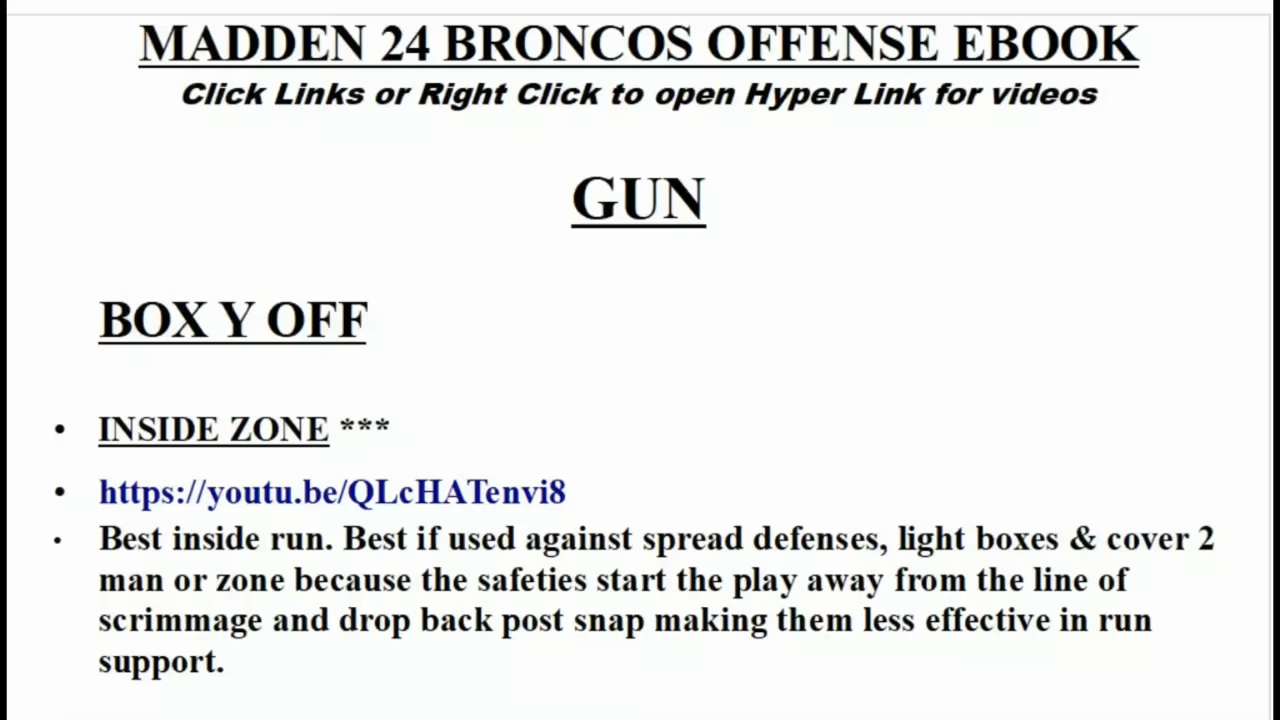 MADDEN 24 BRONCOS OFFENSE EBOOK
Click Links or Right Click to open Hyper Link for videos
GUN
BOX Y OFF
• INSIDE ZONE ***
• https://youtu.be/QLcHATenvi8
• Best inside run. Best if used against spread defenses, light boxes & cover 2
man or zone because the safeties start the play away from the line of
scrimmage and drop back post snap making them less effective in run
support.